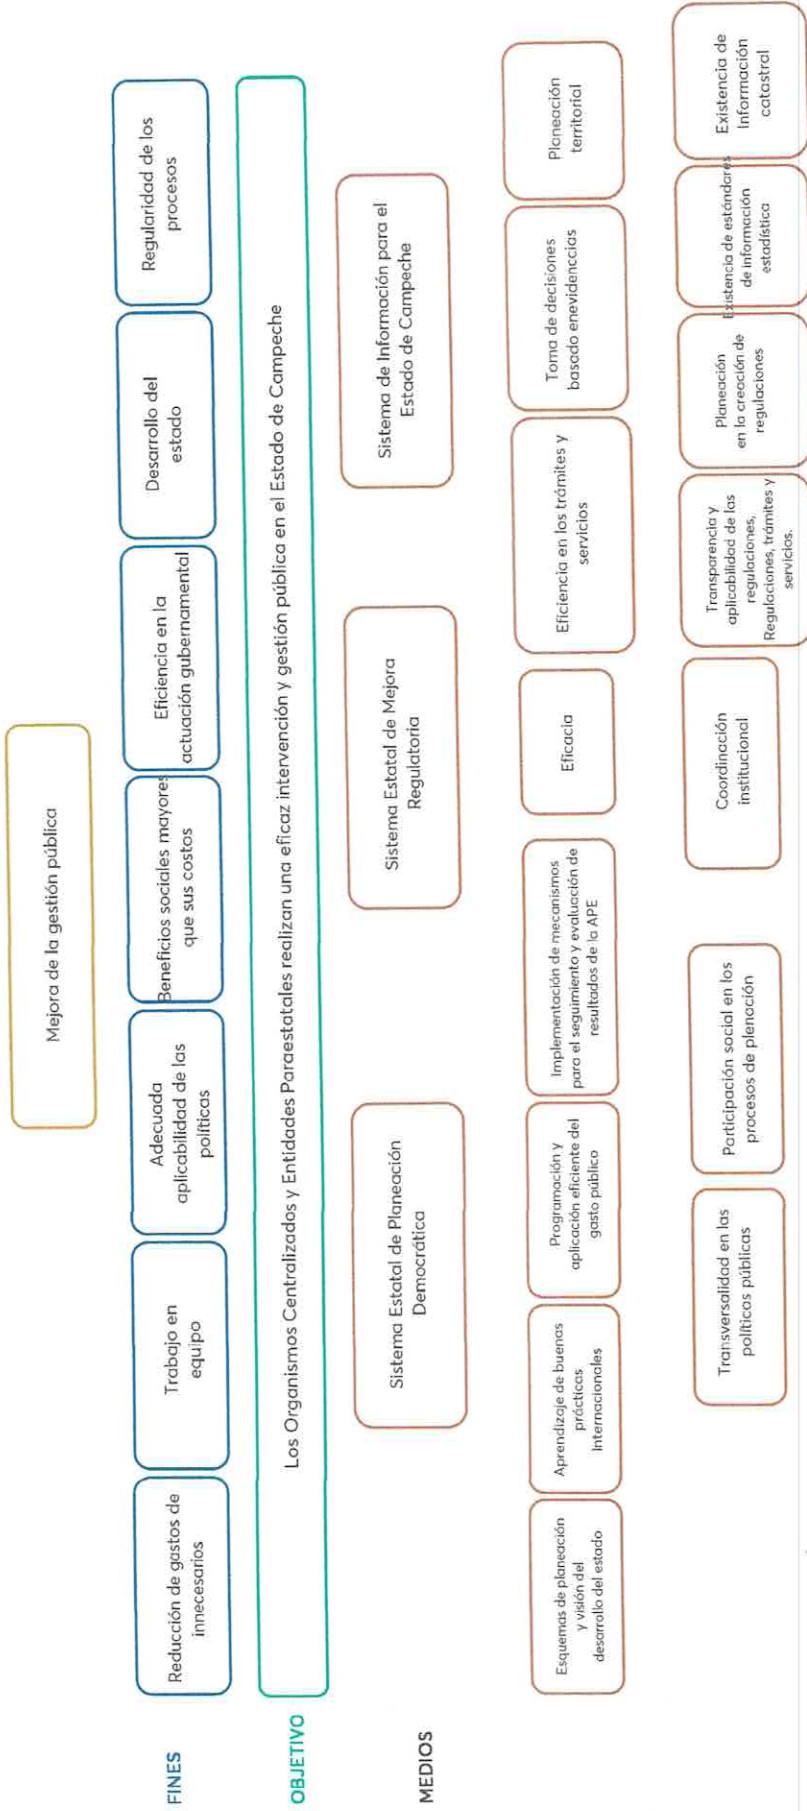 Mejora de la gestión pública
FINES
Reducción de gastos de
innecesarios
Trabajo en
equipo
Adecuada
aplicabilidad de las
políticas
Beneficios sociales mayores
que sus costos
Eficiencia en la
actuación gubernamental
Desarrollo del
estado
Regularidad de los
procesos
OBJETIVO
Los Organismos Centralizados y Entidades Paraestatales realizan una eficaz intervención y gestión pública en el Estado de Campeche
MEDIOS
Sistema Estatal de Planeación
Democrática
Sistema Estatal de Mejora
Regulatoria
Sistema de Información para el
Estado de Campeche
Esquemas de planeación
y visión del
desarrollo del estado
Aprendizaje de buenas
prácticas
Internacionales
Programación y
aplicación eficiente del
gasto público
Implementación de mecanismos
para el seguimiento y evaluación de
resultados de la APE
Eficacia
Eficiencia en los trámites y
servicios
Toma de decisiones
basado enevidenccias
Planeación
territorial
Transversalidad en las
políticas públicas
Participación social en los
procesos de plenación
Coordinación
institucional
Transparencia y
aplicabilidad de las
regulaciones,
Regulaciones, trámites y
servicios.
Planeación
en la creación de
regulaciones
Existencia de estándares
de información
estadística
Existencia de
Información
catastral